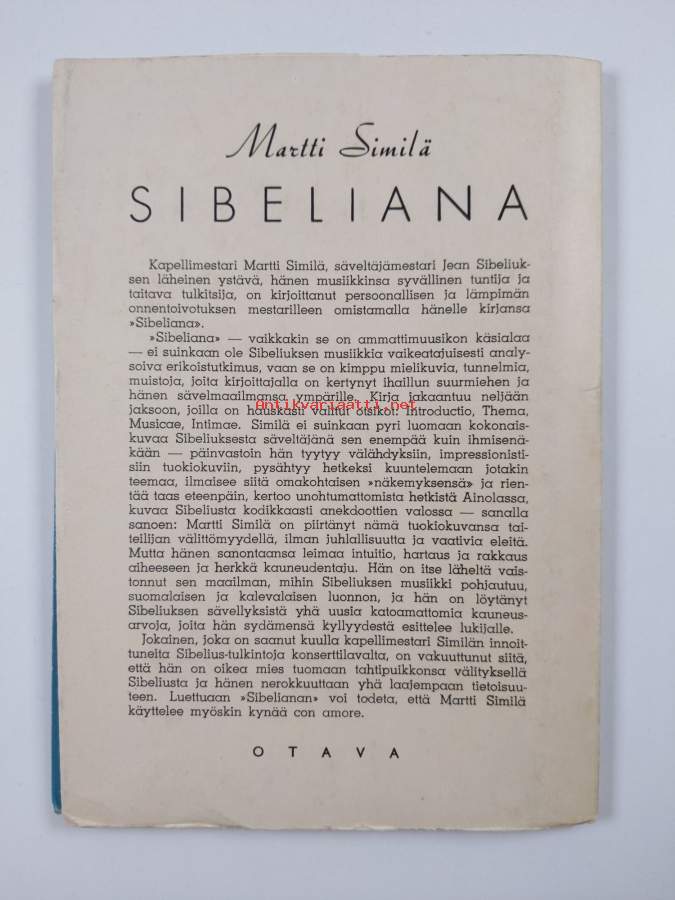 Martti Similä
SIBELIANA
Kapellimestari Martti Similä, säveltäjämestari Jean Sibeliuk-
sen läheinen ystävä, hänen musiikkinsa syvällinen tuntija ja
taitava tulkitsija, on kirjoittanut persoonallisen ja lämpimän
onnentoivotuksen mestarilleen omistamalla hänelle kirjansa
»Sibeliana».
»Sibeliana» — vaikkakin se on ammattimuusikon käsialaa
— ei suinkaan ole Sibeliuksen musiikkia vaikeatajuisesti analy-
soiva erikoistutkimus, vaan se on kimppu mielikuvia, tunnelmia,
muistoja, joita kirjoittajalla on kertynyt ihaillun suurmiehen ja
hänen sävelmaailmansa ympärille. Kirja jakaantuu neljään
jaksoon, joilla on hauskasti valitut otsikot: Introductio, Thema,
Antikvariaatti.net
Musicae, Intimae. Similä ei suinkaan pyri luomaan kokonais-
kuvaa Sibeliuksesta säveltäjänä sen enempää kuin ihmisenä-
kään — päinvastoin hän tyytyy välähdyksiin, impressionisti-
siin tuokiokuviin, pysähtyy hetkeksi kuuntelemaan jotakin
teemaa, ilmaisee siitä omakohtaisen »näkemyksensä» ja rien-
tää taas eteenpäin, kertoo unohtumattomista hetkistä Ainolassa,
kuvaa Sibeliusta kodikkaasti anekdoottien valossa — sanalla
sanoen: Martti Similä on piirtänyt nämä tuokiokuvansa tai-
teilijan välittömyydellä, ilman juhlallisuutta ja vaativia eleitä.
Mutta hänen sanontaansa leimaa intuitio, hartaus ja rakkaus
aiheeseen ja herkkä kauneudentaju. Hän on itse läheltä vais-
tonnut sen maailman, mihin Sibeliuksen musiikki pohjautuu,
suomalaisen ja kalevalaisen luonnon, ja hän on löytänyt
Sibeliuksen sävellyksistä yhä uusia katoamattomia kauneus-
arvoja, joita hän sydämensä kyllyydestä esittelee lukijalle.
Jokainen, joka on saanut kuulla kapellimestari Similän innoit-
tuneita Sibelius-tulkintoja konserttilavalta, on vakuuttunut siitä,
että hän on oikea mies tuomaan tahtipuikkonsa välityksellä
Sibeliusta ja hänen nerokkuuttaan yhä laajempaan tietoisuu-
teen. Luettuaan »Sibelianan» voi todeta, että Martti Similä
käyttelee myöskin kynää con amore.
OTAVA